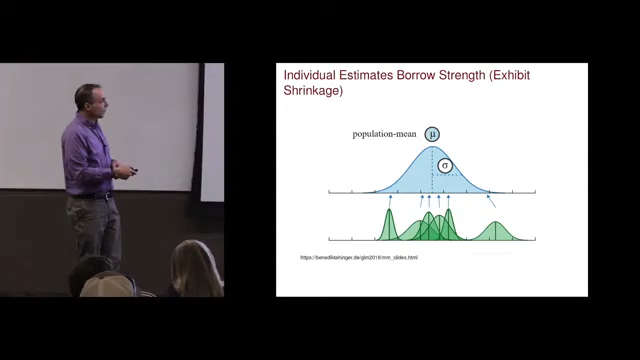 Individual Estimates Borrow Strength (Exhibit
Shrinkage)
population-mean μ
σ
https://benediktehinger.de/glm2018/mm_slides.html